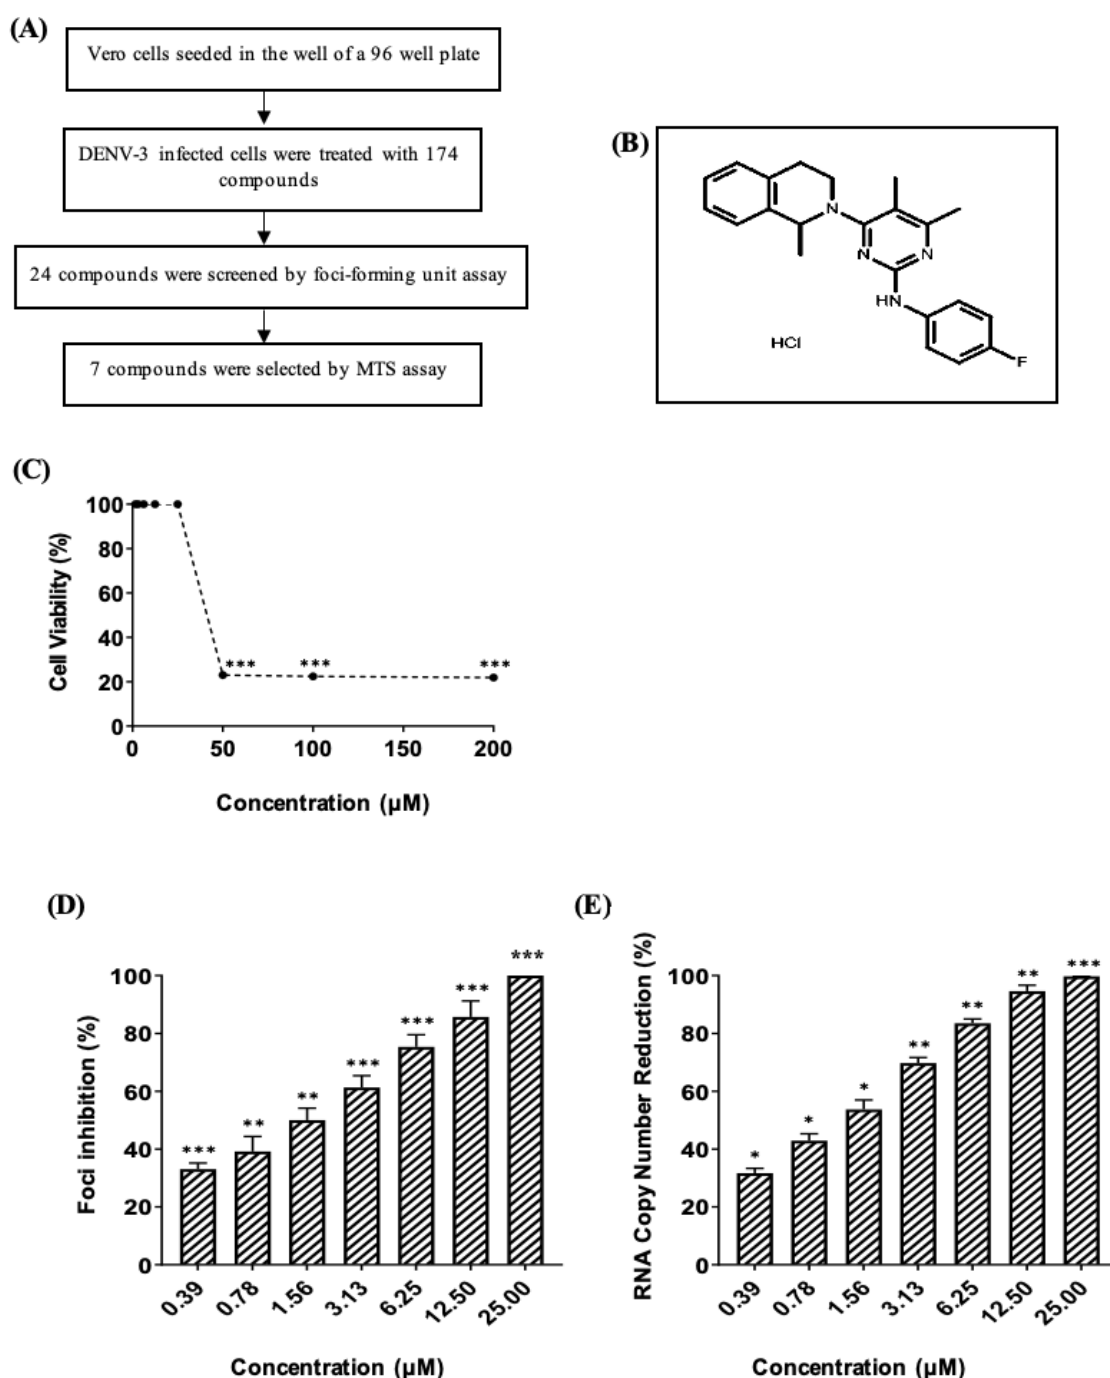 (A)
Vero cells seeded in the well of a 96 well plate
DENV-3 infected cells were treated with 174
compounds
24 compounds were screened by foci-forming unit assay
7 compounds were selected by MTS assay
(B)
N
N
N
HN
F
HCl
(C)
Cell Viability (%)
100
80
60
40
20
0
***
***
***
0
50
100
150
200
Concentration (μM)
(D)
Foci inhibition (%)
100
80
60
40
20
0
***
**
**
***
***
***
***
0.39
0.78
1.56
3.13
6.25
12.50
25.00
Concentration (μM)
(E)
RNA Copy Number Reduction (%)
100
80
60
40
20
0
*
*
*
**
**
**
***
0.39
0.78
1.56
3.13
6.25
12.50
25.00
Concentration (μM)